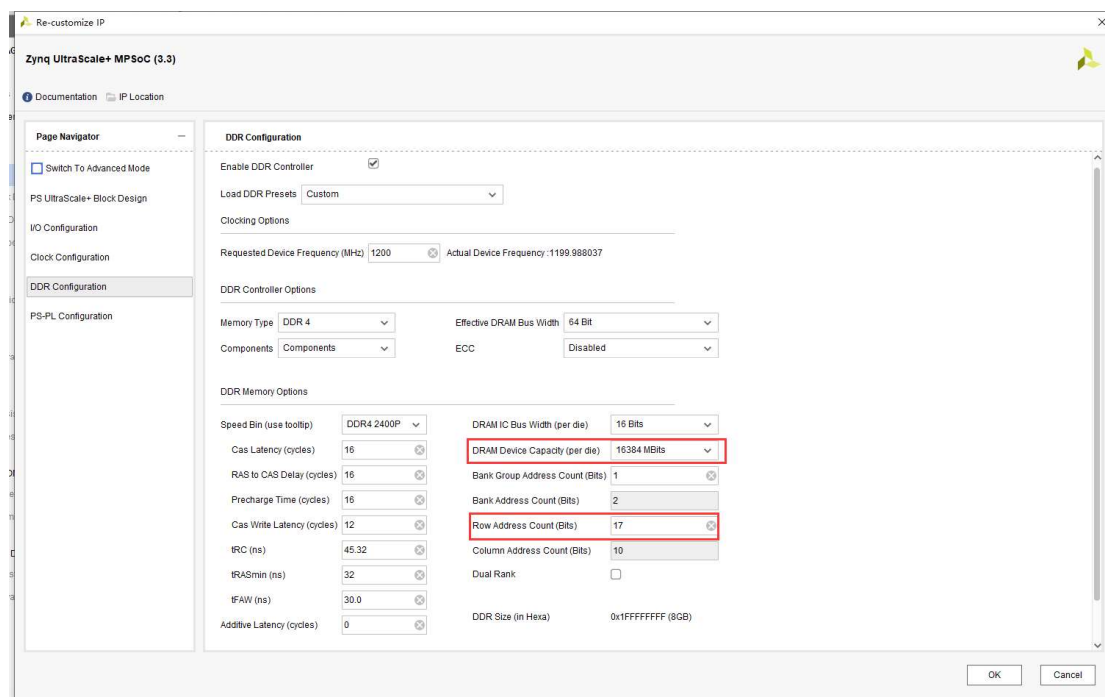 Re-customize IP
Zynq UltraScale+ MPSoC (3.3)
Documentation IP Location
Page Navigator
Switch To Advanced Mode
PS UltraScale+ Block Design
I/O Configuration
Clock Configuration
DDR Configuration
PS-PL Configuration
DDR Configuration
Enable DDR Controller
Load DDR Presets Custom
Clocking Options
Requested Device Frequency (MHz) 1200 Actual Device Frequency :1199.988037
DDR Controller Options
Memory Type DDR 4 Effective DRAM Bus Width 64 Bit
Components Components ECC Disabled
DDR Memory Options
Speed Bin (use tooltip) DDR4 2400P DRAM IC Bus Width (per die) 16 Bits
Cas Latency (cycles) 16 DRAM Device Capacity (per die) 16384 MBits
RAS to CAS Delay (cycles) 16 Bank Group Address Count (Bits) 1
Precharge Time (cycles) 16 Bank Address Count (Bits) 2
Cas Write Latency (cycles) 12 Row Address Count (Bits) 17
tRC (ns) 45.32 Column Address Count (Bits) 10
tRASmin (ns) 32 Dual Rank
tFAW (ns) 30.0
Additive Latency (cycles) 0 DDR Size (in Hexa) 0x1FFFFFFFF (8GB)
OK Cancel